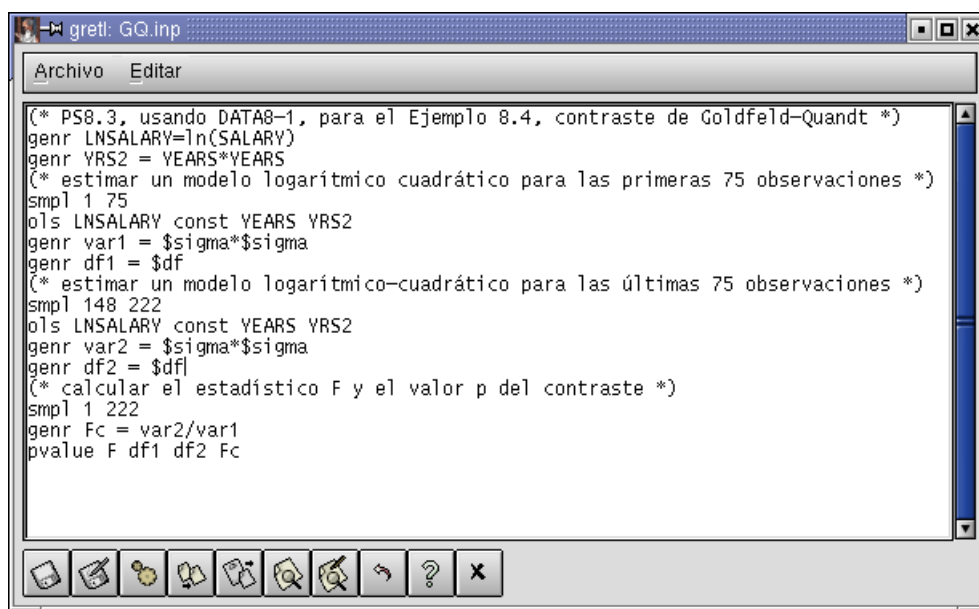 gretl: GQ.inp
Archivo Editar
(* PS8.3, usando DATA8-1, para el Ejemplo 8.4, contraste de Goldfeld-Quandt *)
genr LNSALARY=ln(SALARY)
genr YRS2 = YEARS*YEARS
(* estimar un modelo logarítmico cuadrático para las primeras 75 observaciones *)
smpl 1 75
ols LNSALARY const YEARS YRS2
genr var1 = $sigma*$sigma
genr df1 = $df
(* estimar un modelo logarítmico-cuadrático para las últimas 75 observaciones *)
smpl 148 222
ols LNSALARY const YEARS YRS2
genr var2 = $sigma*$sigma
genr df2 = $df
(* calcular el estadístico F y el valor p del contraste *)
smpl 1 222
genr Fc = var2/var1
pvalue F df1 df2 Fc